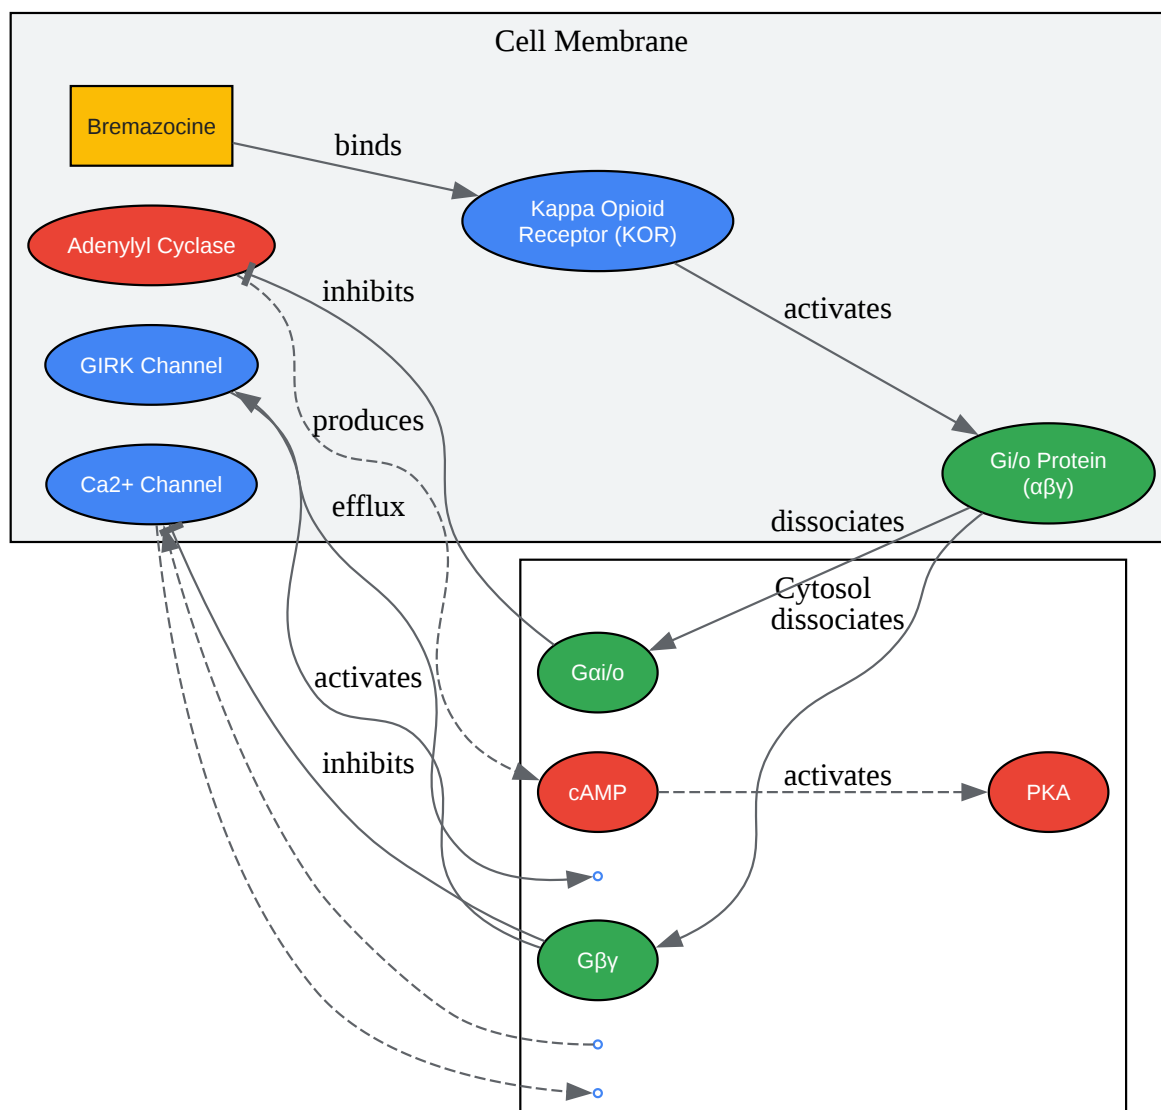 Cell Membrane
Bremazocine
binds
Kappa Opioid
Receptor (KOR)
Adenylyl Cyclase
inhibits
activates
GIRK Channel
produces
Gi/o Protein
(αβγ)
Ca2+ Channel
efflux
dissociates
Cytosol
dissociates
Gαi/o
activates
inhibits
cAMP
activates
PKA
Gβγ